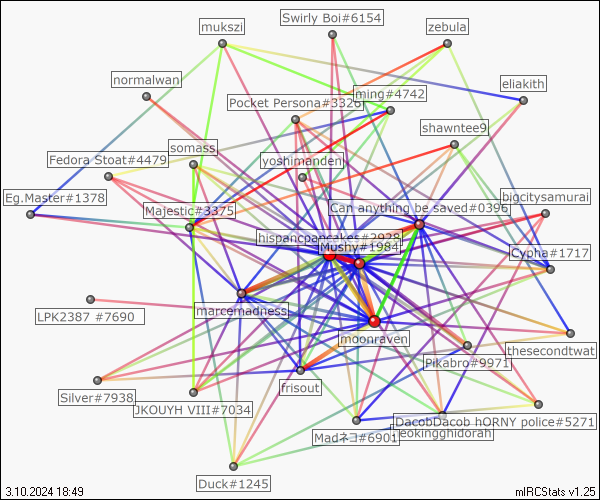 Swirly Boi#6154
mukszi
zebula
normalwan
eliakith
ming#4742
Pocket Persona#3326
shawntee9
somass
Fedora Stoat#4479
yoshimanden
Eg.Master#1378
bigcitysamurai
Majestic#3375
Can anything be saved#0396
hispancpancakes#2928
Mushy#1984
Cypha#1717
marcemadness
LPK2387 #7690
moonraven
thesecondtwat
Pikabro#9971
frisout
Silver#7938
JKOUYH VIII#7034
DacobDacob hORNY police#5271
Madネコ#6901
eokingghidorah
Duck#1245
3.10.2024 18:49
mIRCStats v1.25